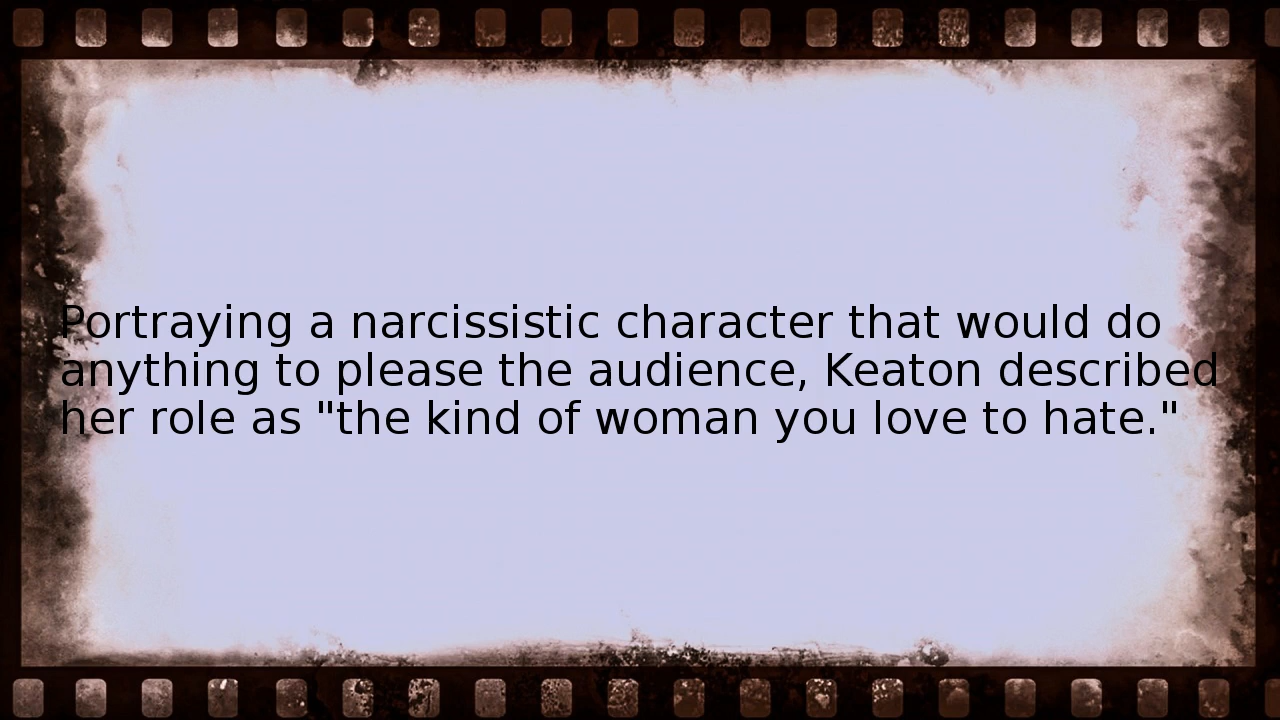 Portraying a narcissistic character that would do
anything to please the audience, Keaton described
her role as "the kind of woman you love to hate."